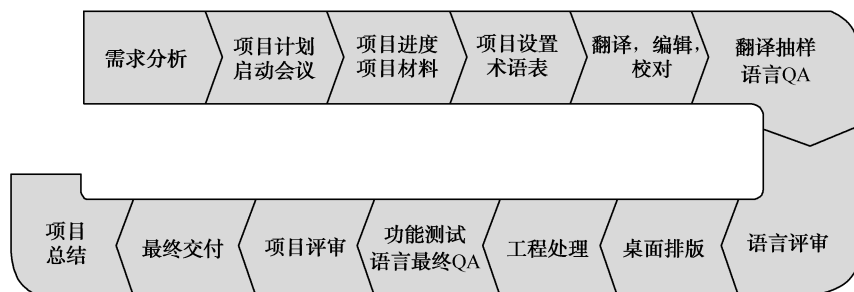 需求分析
项目计划
启动会议
项目进度
项目材料
项目设置
术语表
翻译，编辑，
校对
翻译抽样
语言QA
语言评审
桌面排版
工程处理
功能测试
语言最终QA
项目评审
最终交付
项目
总结